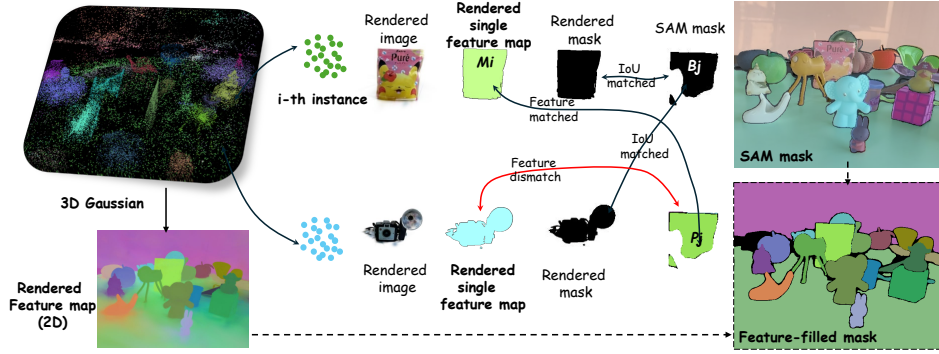 Rendered
image
Rendered
single
feature map
Rendered
mask
SAM mask
Pure
Mi
Bj
IoU
matched
i-th instance
Feature
matched
IoU
matched
Pure
SAM mask
3D Gaussian
Feature
dismatch
Pj
Rendered
Feature map
(2D)
Rendered
image
Rendered
single
feature map
Rendered
mask
Feature-filled mask